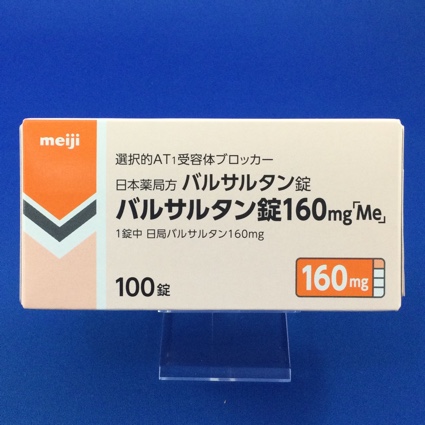 meiji
選択的AT1受容体ブロッカー
日本薬局方 バルサルタン錠
バルサルタン錠160mg「Me」
1錠中 日局バルサルタン160mg
100錠
160mg